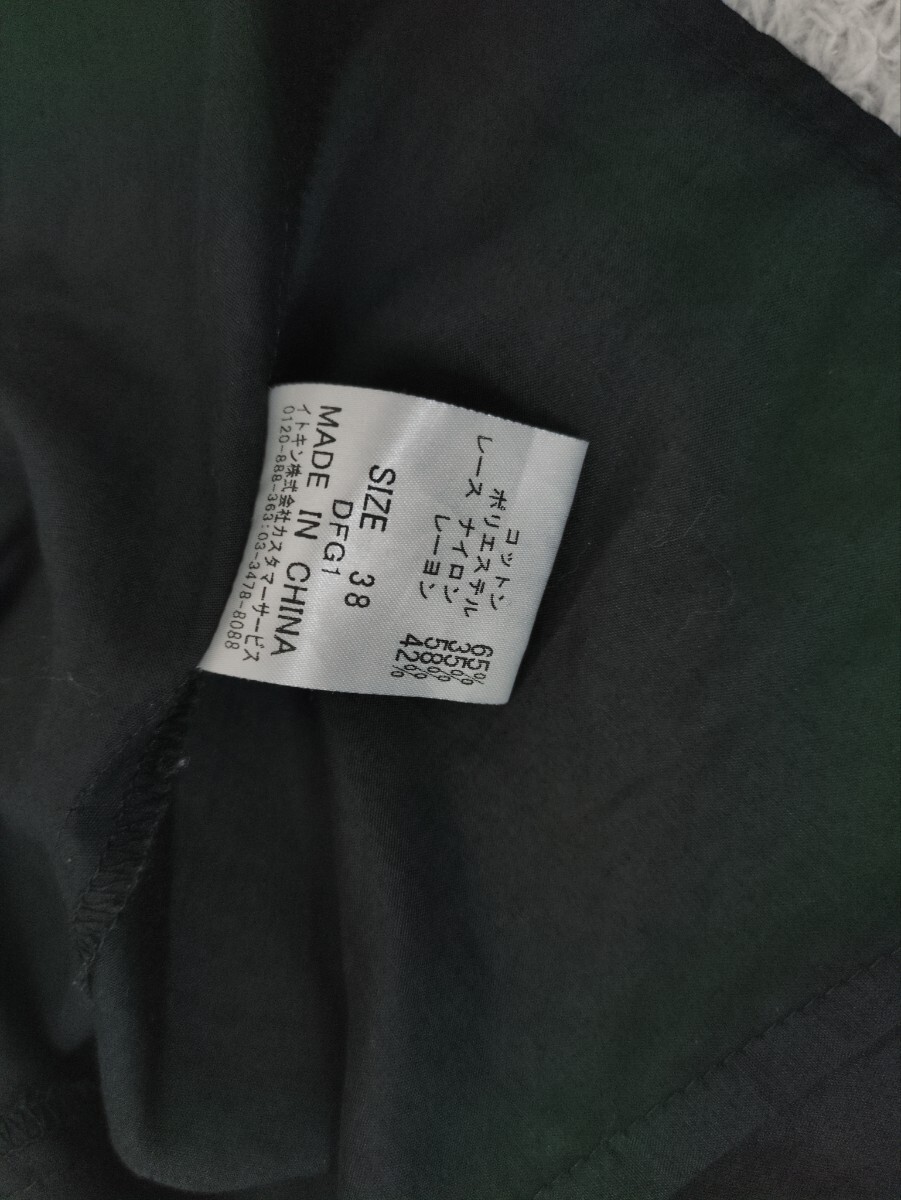 コットン 65%
ポリエステル 35%
レース ナイロン 58%
レーヨン 42%
SIZE 38
DFG1
MADE IN CHINA
イトキン株式会社カスタマーサービス
0120-888-363:03-3478-8088